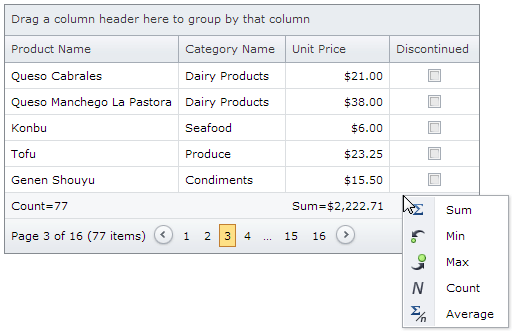 Drag a column header here to group by that column
Product Name Category Name Unit Price Discontinued
Queso Cabrales Dairy Products $21.00
Queso Manchego La Pastora Dairy Products $38.00
Konbu Seafood $6.00
Tofu Produce $23.25
Genen Shouyu Condiments $15.50
Count=77 Sum=$2,222.71
Page 3 of 16 (77 items) 1 2 3 4 ... 15 16
Σ Sum
Min
Max
N Count
Σ/n Average